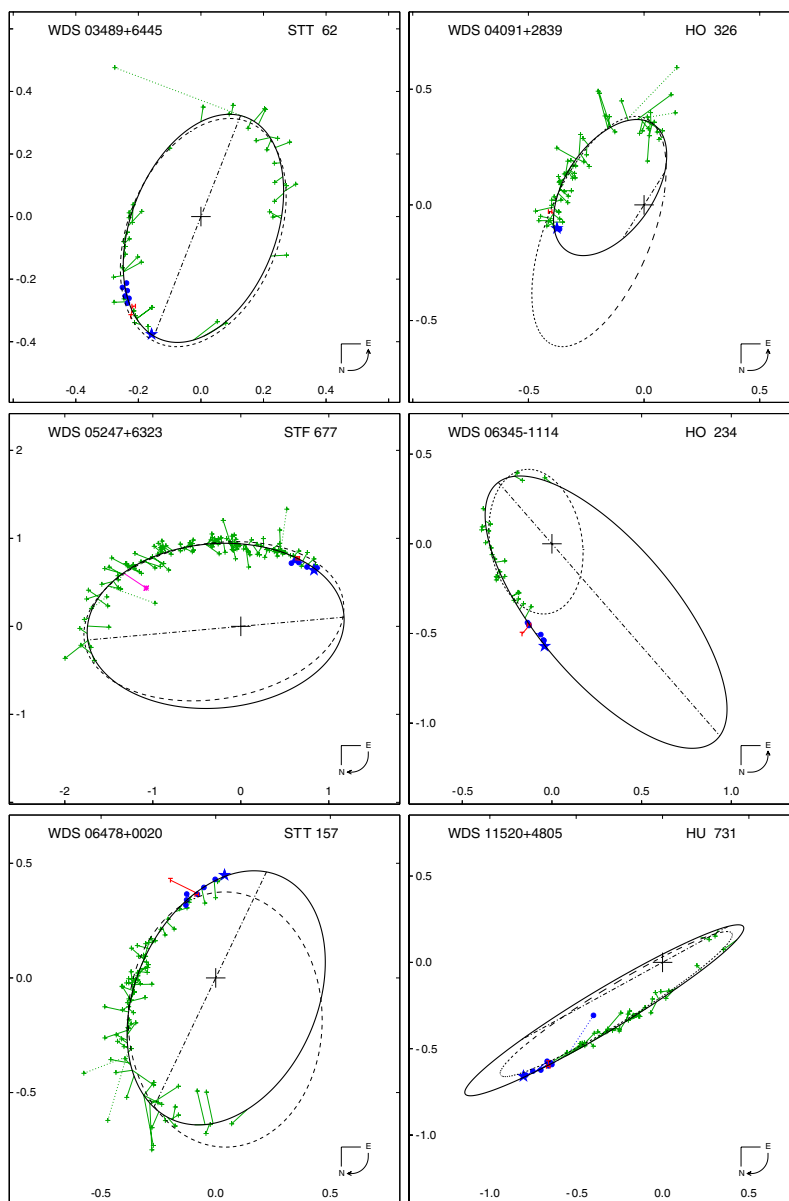 WDS 03489+6445 STT 62
0.4
0.2
0.0
-0.2
-0.4
E
N
-0.4 -0.2 0.0 0.2 0.4
WDS 04091+2839 HO 326
0.5
0.0
-0.5
E
N
-0.5 0.0 0.5
WDS 05247+6323 STF 677
2
1
0
-1
E
N
-2 -1 0 1
WDS 06345-1114 HO 234
0.5
0.0
-0.5
-1.0
E
N
-0.5 0.0 0.5 1.0
WDS 06478+0020 STT 157
0.5
0.0
-0.5
E
N
-0.5 0.0 0.5
WDS 11520+4805 HU 731
0.5
0.0
-0.5
-1.0
E
N
-1.0 -0.5 0.0 0.5